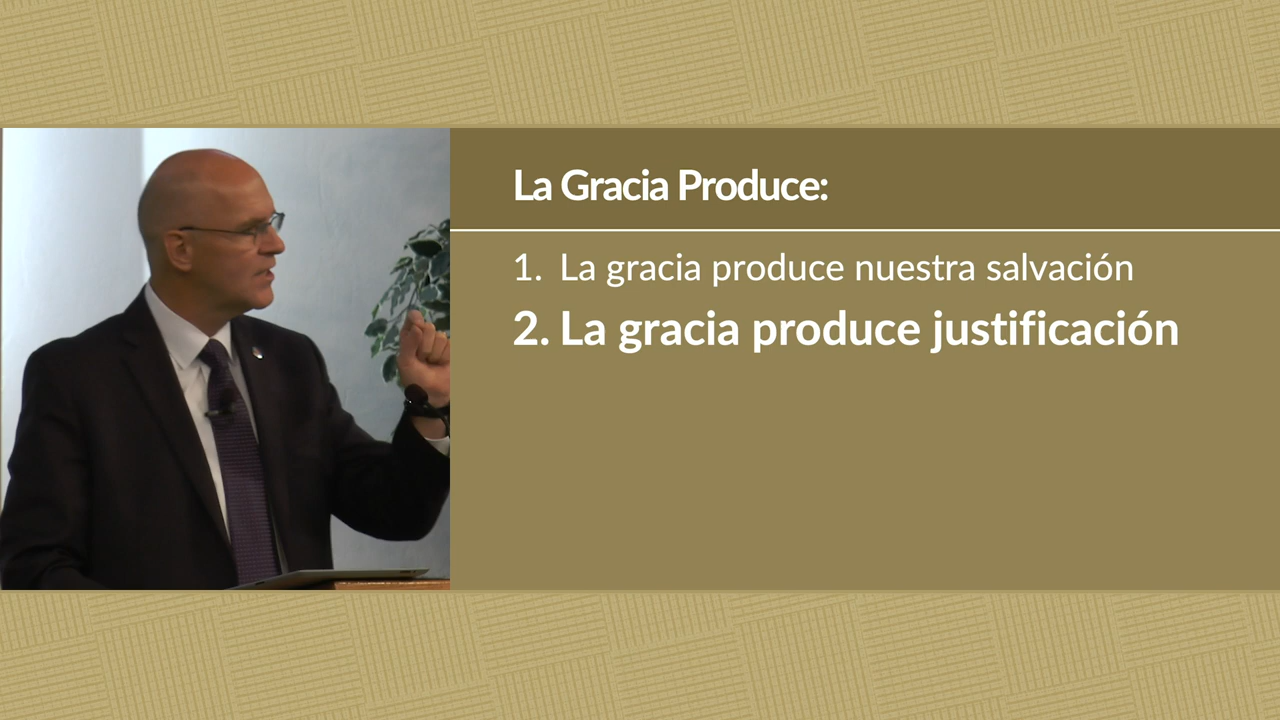 La Gracia Produce:
1. La gracia produce nuestra salvación
2. La gracia produce justificación